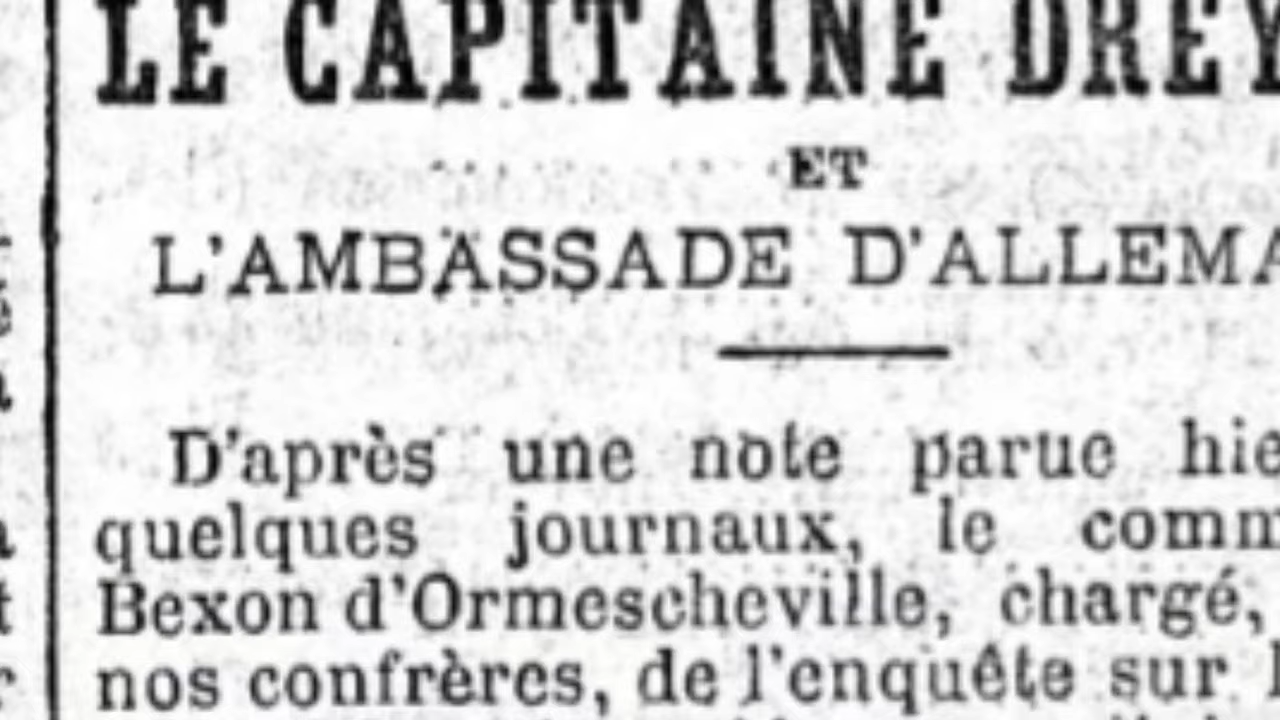 LE CAPITAINE DREY
ET
L'AMBASSADE D'ALLEMA
D'après une note parue hie
quelques journaux, le comm
Bexon d'Ormescheville, chargé,
nos confrères, de l'enquête sur l